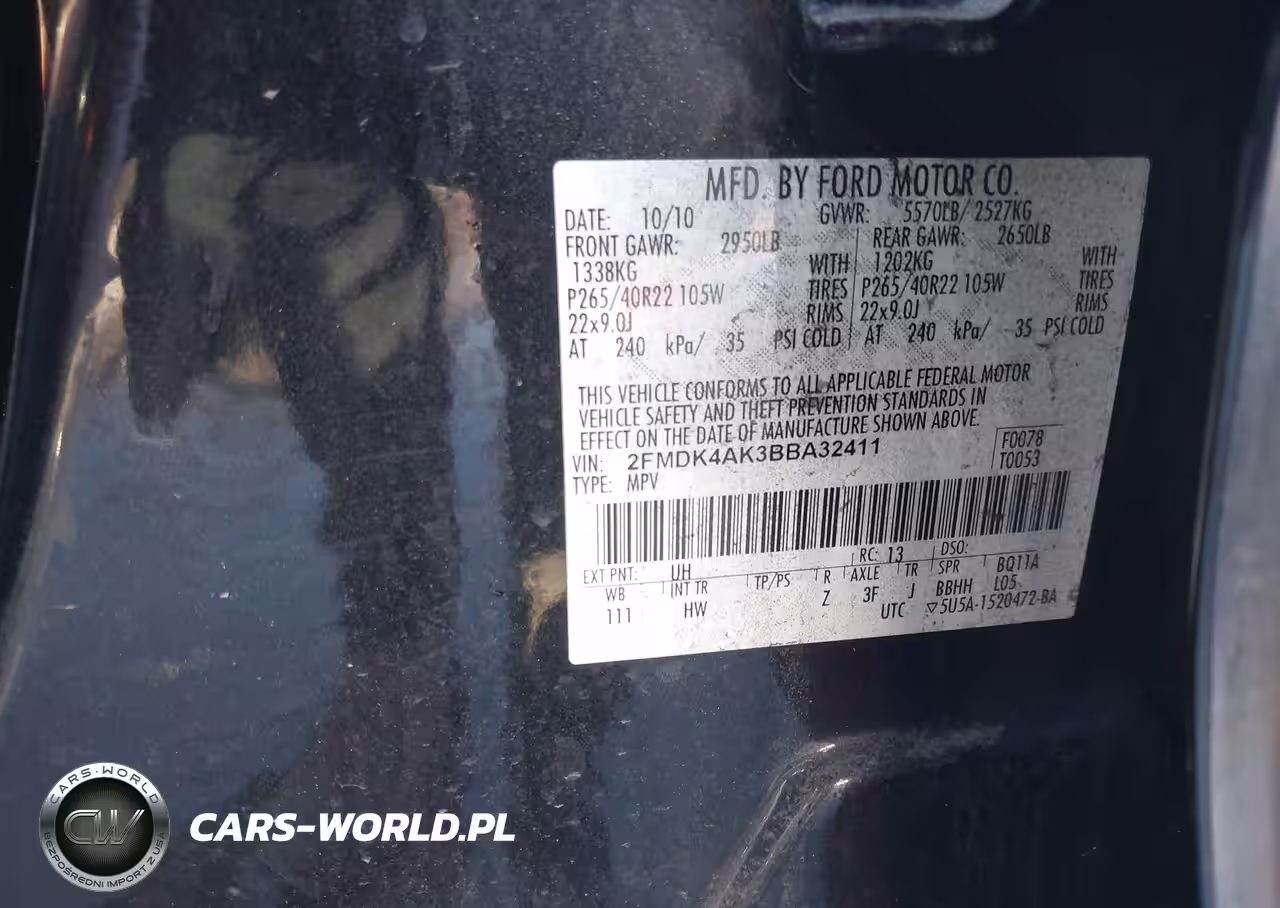 MFD. BY FORD MOTOR CO.
DATE: 10/10 GVWR: 5570LB/ 2527KG
FRONT GAWR: 2950LB REAR GAWR: 2650LB
1338KG WITH 1202KG WITH
P265/40R22 105W TIRES P265/40R22 105W TIRES
22x9.0J RIMS 22x9.0J RIMS
AT 240 kPa/ 35 PSI COLD AT 240 kPa/ 35 PSI COLD
THIS VEHICLE CONFORMS TO ALL APPLICABLE FEDERAL MOTOR
VEHICLE SAFETY AND THEFT PREVENTION STANDARDS IN
EFFECT ON THE DATE OF MANUFACTURE SHOWN ABOVE.
VIN: 2FMDK4AK3BBA32411 F0078
TYPE: MPV T0053
EXT PNT: UH RC: 13 DSO:
WB INT TR TP/PS R AXLE TR SPR BQ11A
111 HW Z 3F J BBHH L05
UTC ▽5U5A-1520472-BA
CARS-WORLD
CW
BEZPOŚREDNI IMPORT Z USA
CARS-WORLD.PL